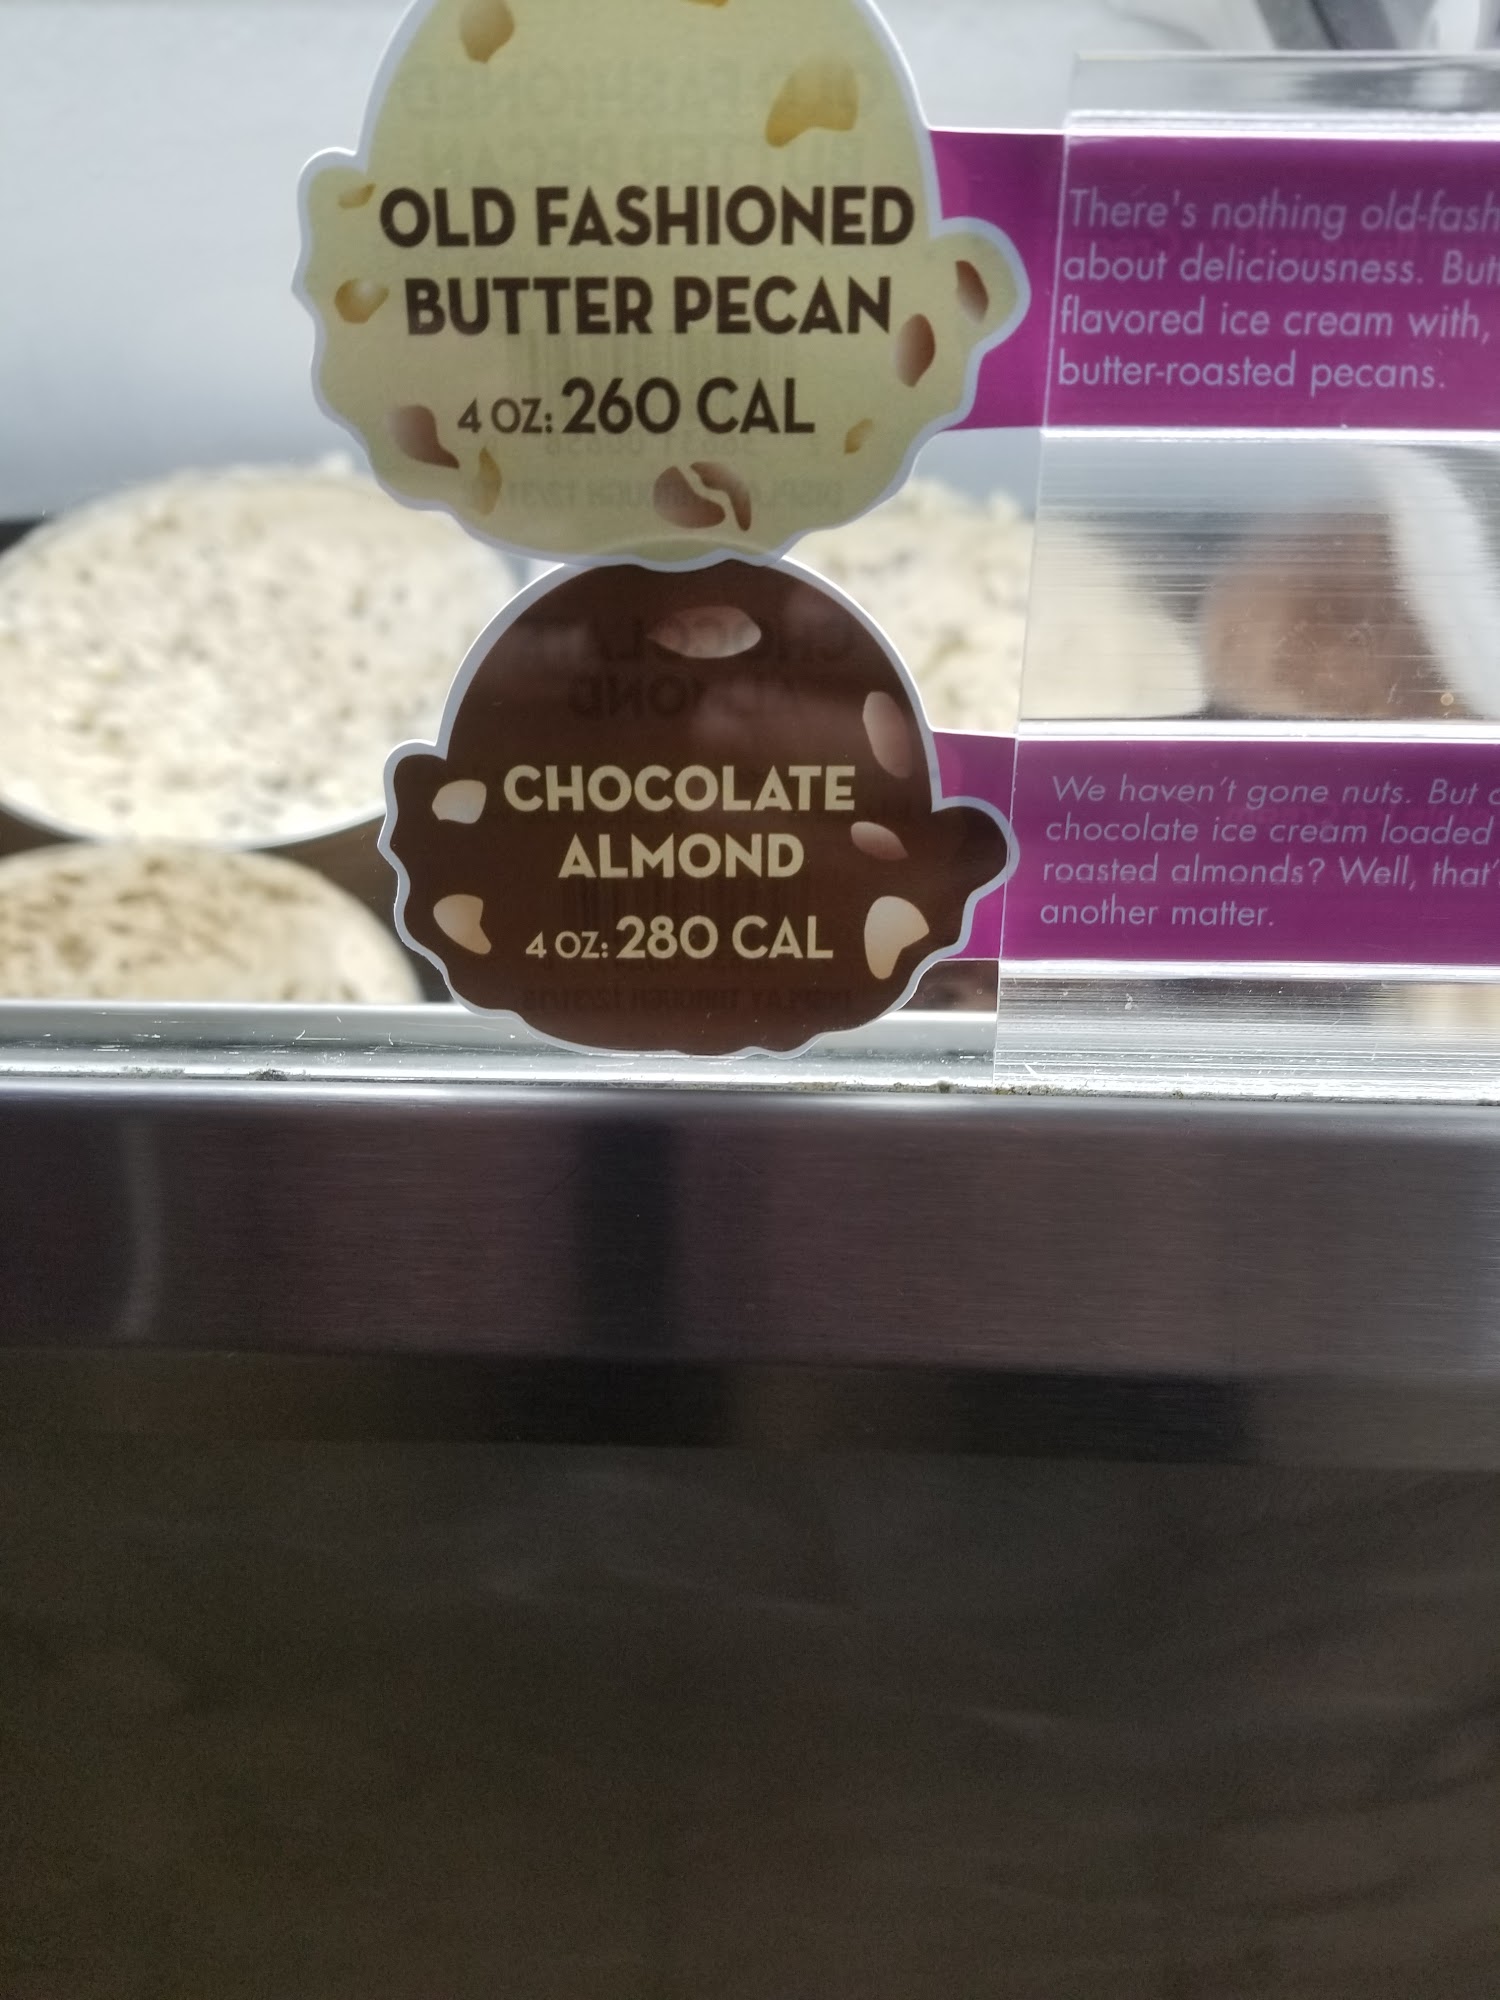 OLD FASHIONED
BUTTER PECAN
4 OZ: 260 CAL
There's nothing old-fash
about deliciousness. But
flavored ice cream with,
butter-roasted pecans.
CHOCOLATE
ALMOND
4 OZ: 280 CAL
We haven't gone nuts. But
chocolate ice cream loaded
roasted almonds? Well, that'
another matter.